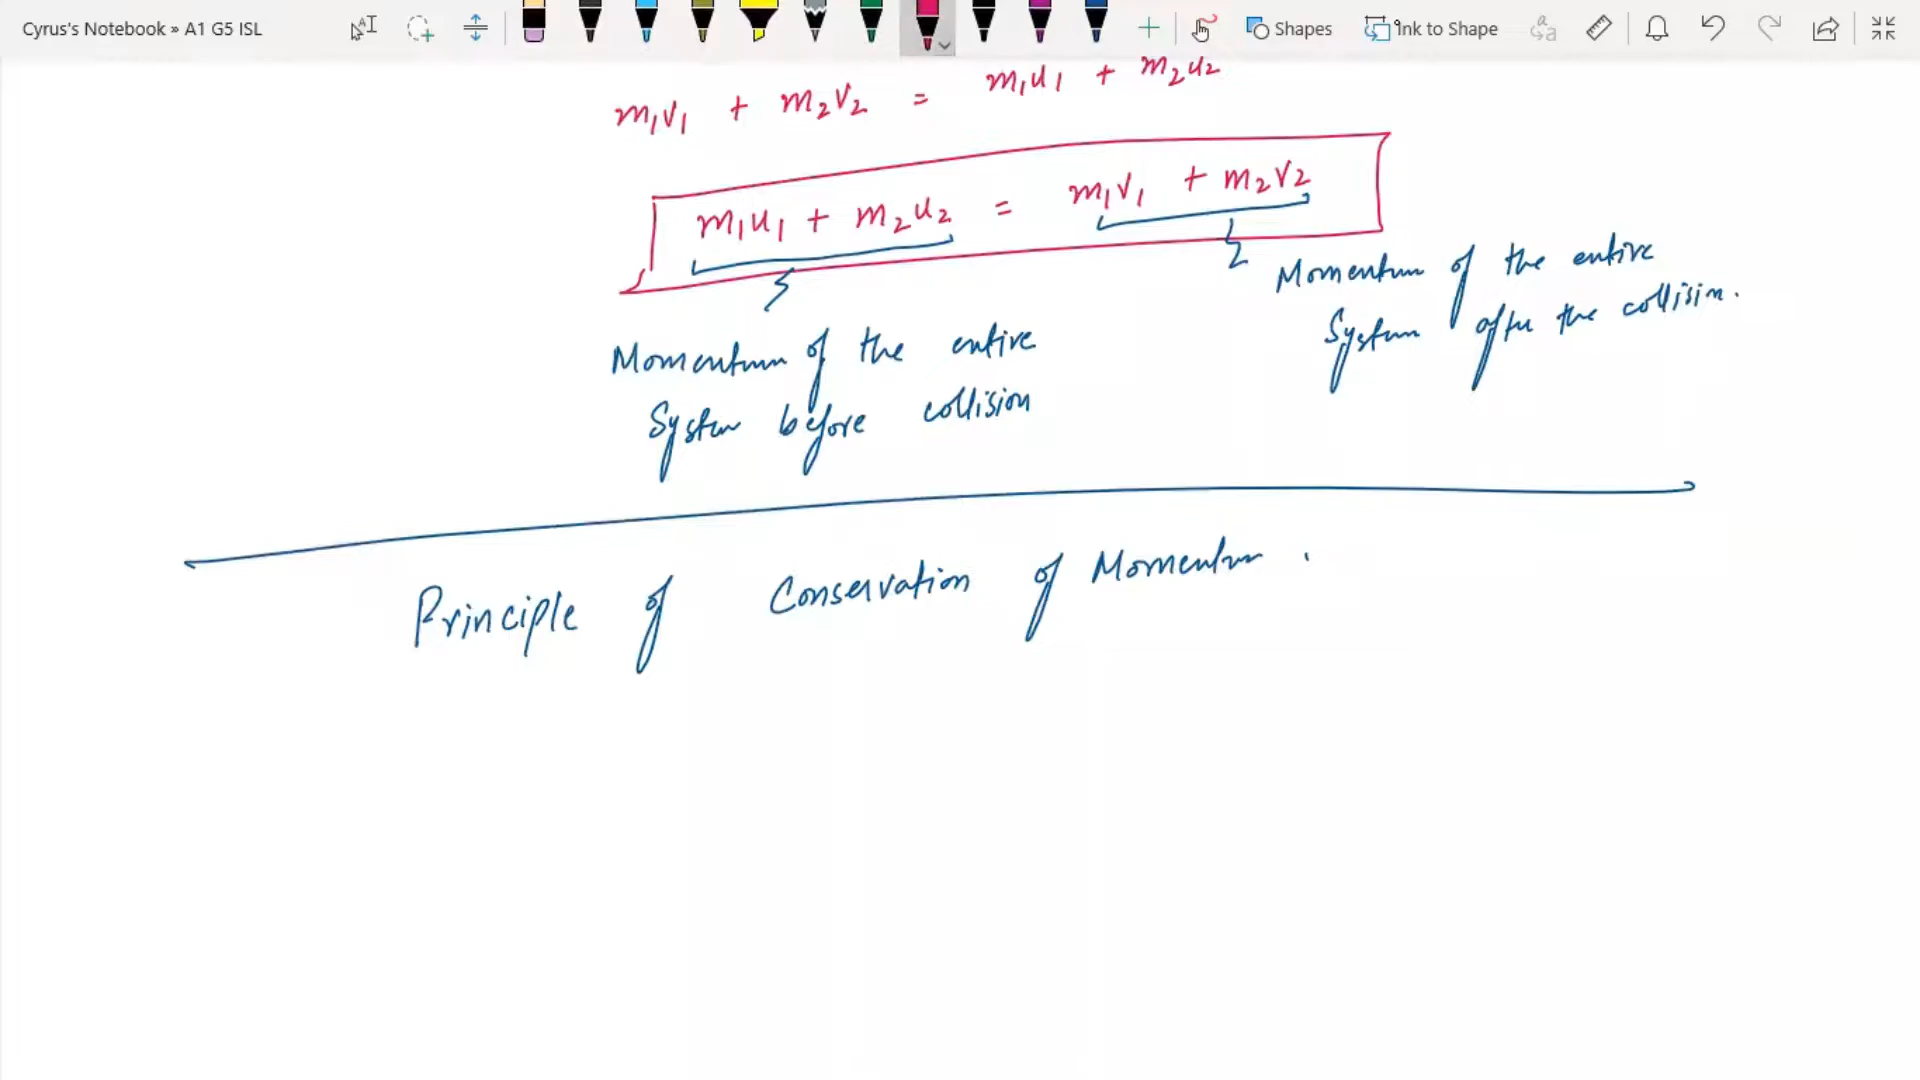 Cyrus's Notebook » A1 G5 ISL
Shapes
Ink to Shape
m₁v₁ + m₂v₂ = m₁u₁ + m₂u₂
m₁u₁ + m₂u₂ = m₁v₁ + m₂v₂
Momentum of the entire
System after the collision.
Momentum of the entire
System before collision
Principle of Conservation of Momentum .